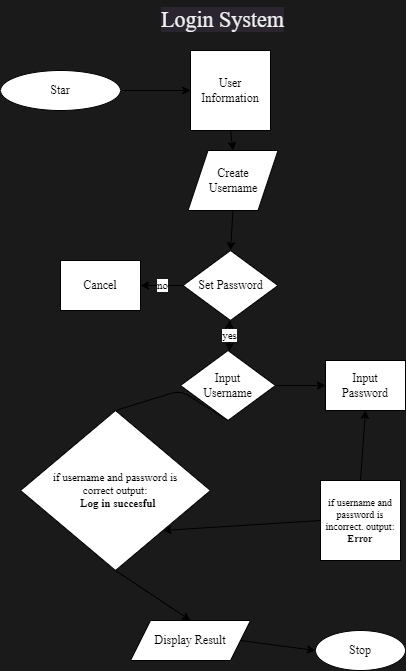 Login System
Star
User
Information
Create
Username
Cancel
no
Set Password
yes
Input
Username
Input
Password
if username and password is
correct output:
Log in succesful
if username and
password is
incorrect. output:
Error
Display Result
Stop